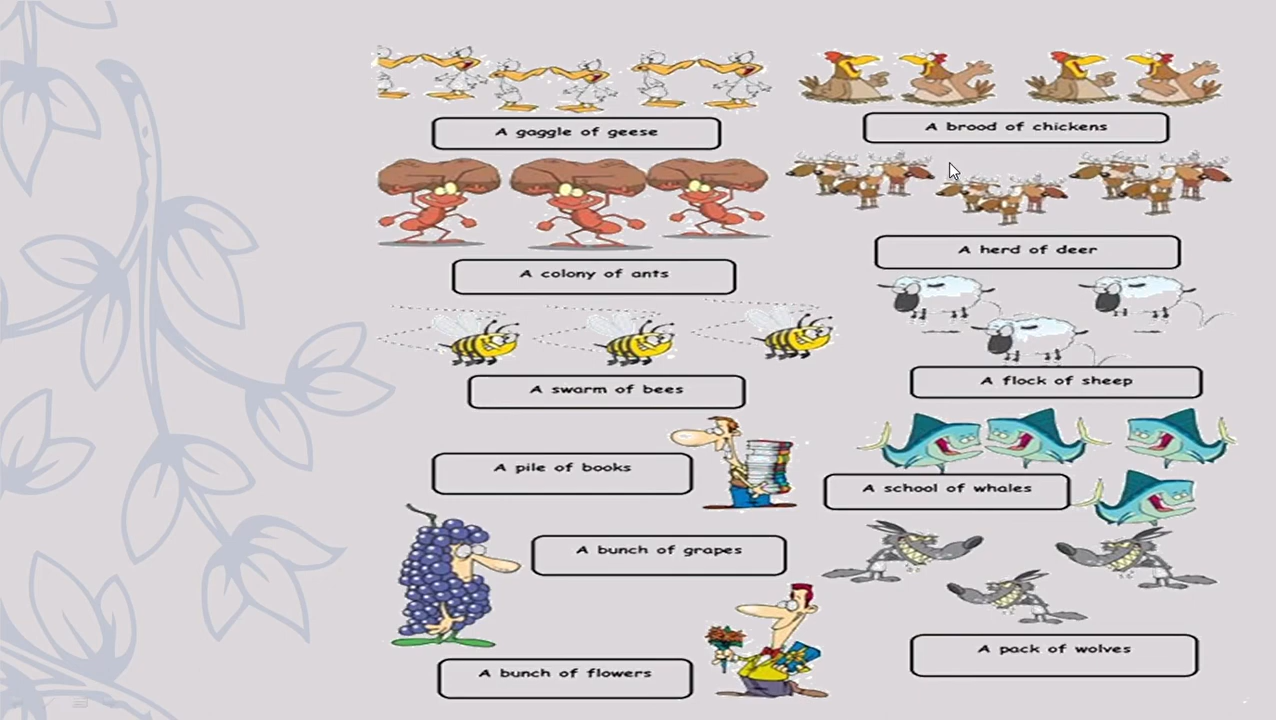 A gaggle of geese
A brood of chickens
A colony of ants
A herd of deer
A swarm of bees
A flock of sheep
A pile of books
A school of whales
A bunch of grapes
A pack of wolves
A bunch of flowers